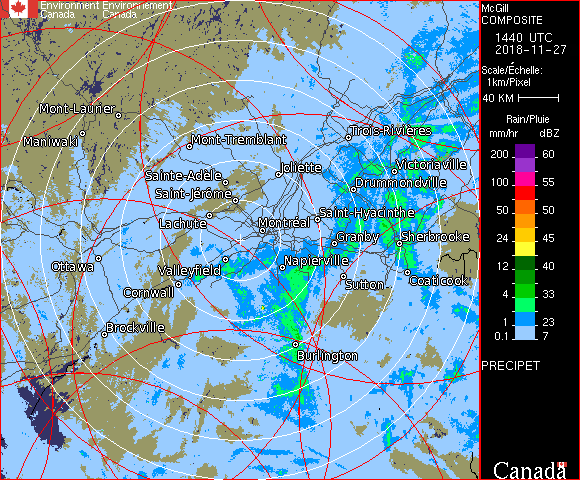 Environment Environnement
Canada Canada
McGill
COMPOSITE
1440 UTC
2018-11-27
Scale/Échelle:
1km/Pixel
40 KM
Rain/Pluie
mm/hr dBZ
200 60
100 55
50 50
24 45
12 40
4 33
1 23
0.1 7
PRECIPET
Canada
Mont-Laurier
Maniwaki
Mont-Tremblant
Trois-Rivières
Joliette
Victoriaville
Sainte-Adèle
Drummondville
Saint-Jérôme
Saint-Hyacinthe
Lachute
Montréal
Granby
Sherbrooke
Ottawa
Valleyfield
Napierville
Cornwall
Sutton
Coaticook
Brockville
Burlington